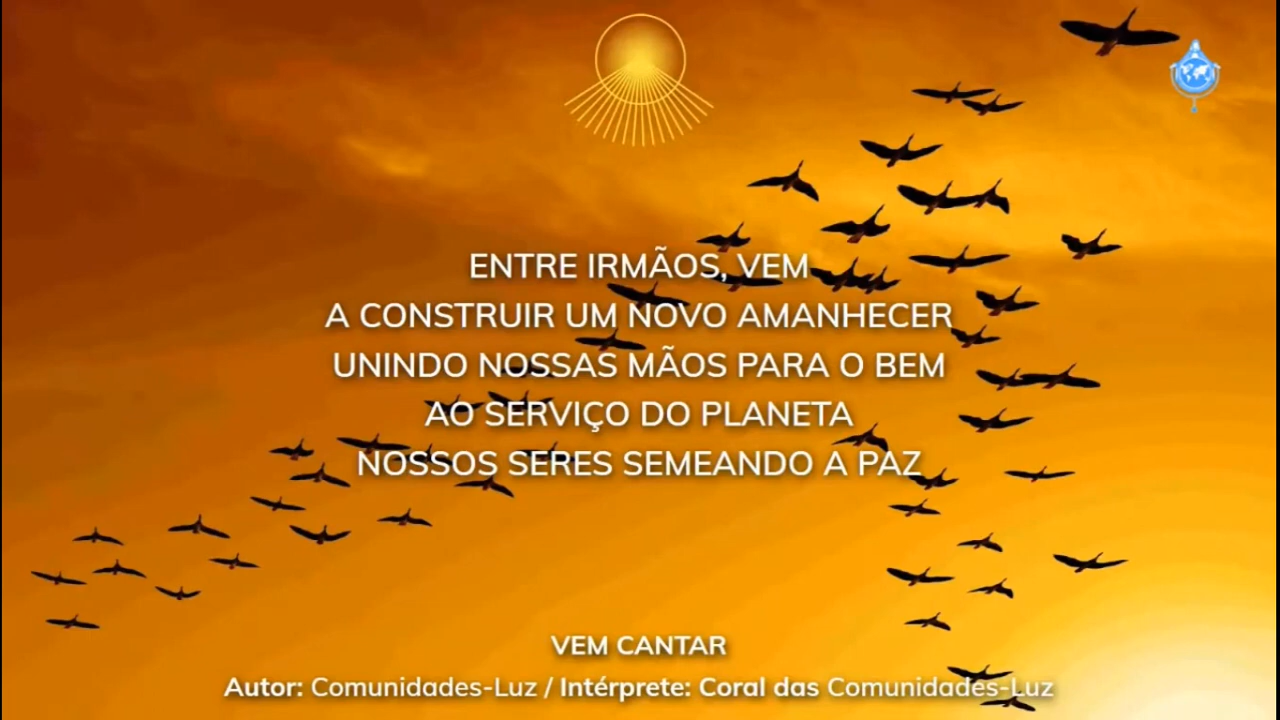 ENTRE IRMÃOS, VEM
A CONSTRUIR UM NOVO AMANHECER
UNINDO NOSSAS MÃOS PARA O BEM
AO SERVIÇO DO PLANETA
NOSSOS SERES SEMEANDO A PAZ
VEM CANTAR
Autor: Comunidades-Luz / Intérprete: Coral das Comunidades-Luz